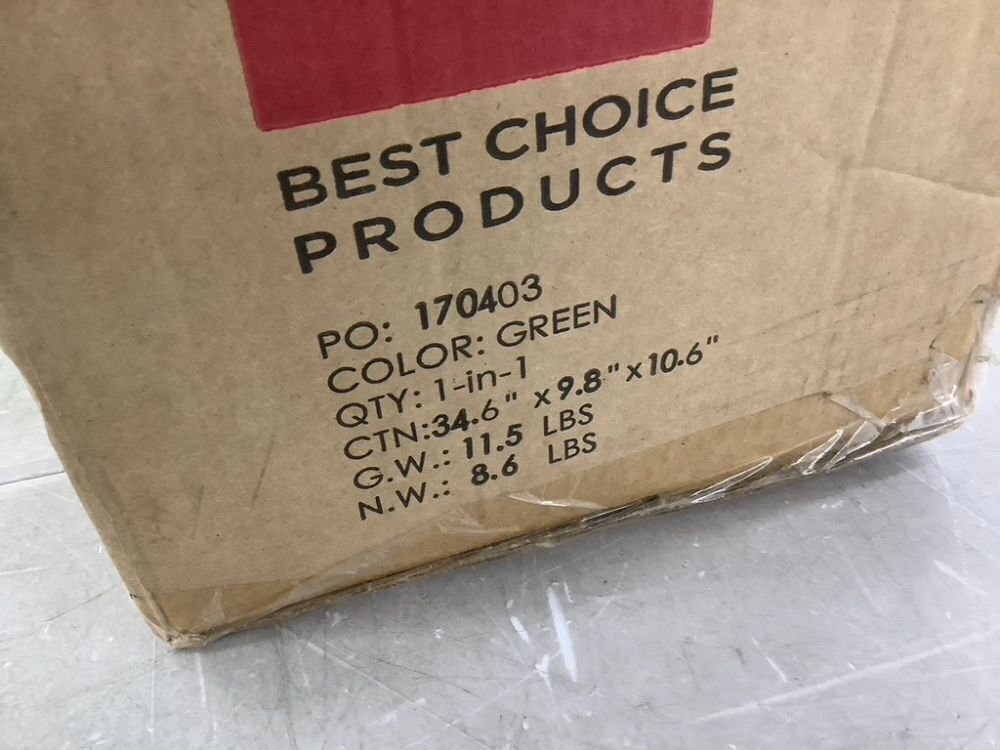 BEST CHOICE
PRODUCTS
PO: 170403
COLOR: GREEN
QTY: 1-in-1
CTN:34.6" x 9.8" x 10.6"
G.W.: 11.5 LBS
N.W.: 8.6 LBS